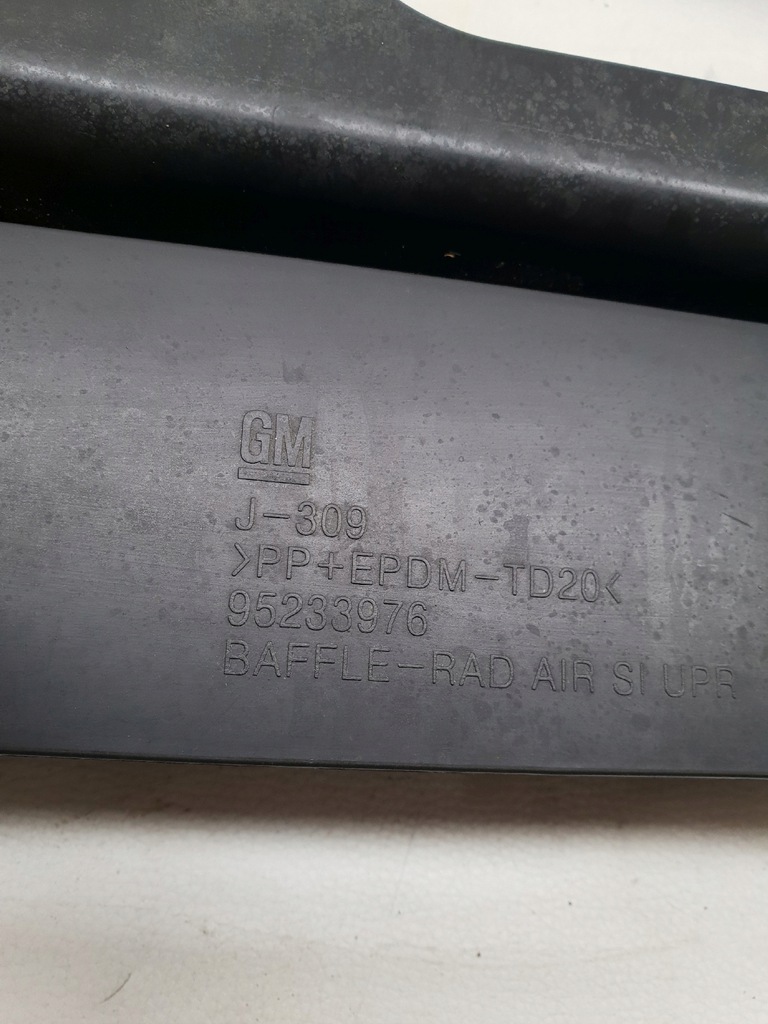 GM
J-309
>PP+EPDM-TD20<
95233976
BAFFLE-RAD AIR SI UPR